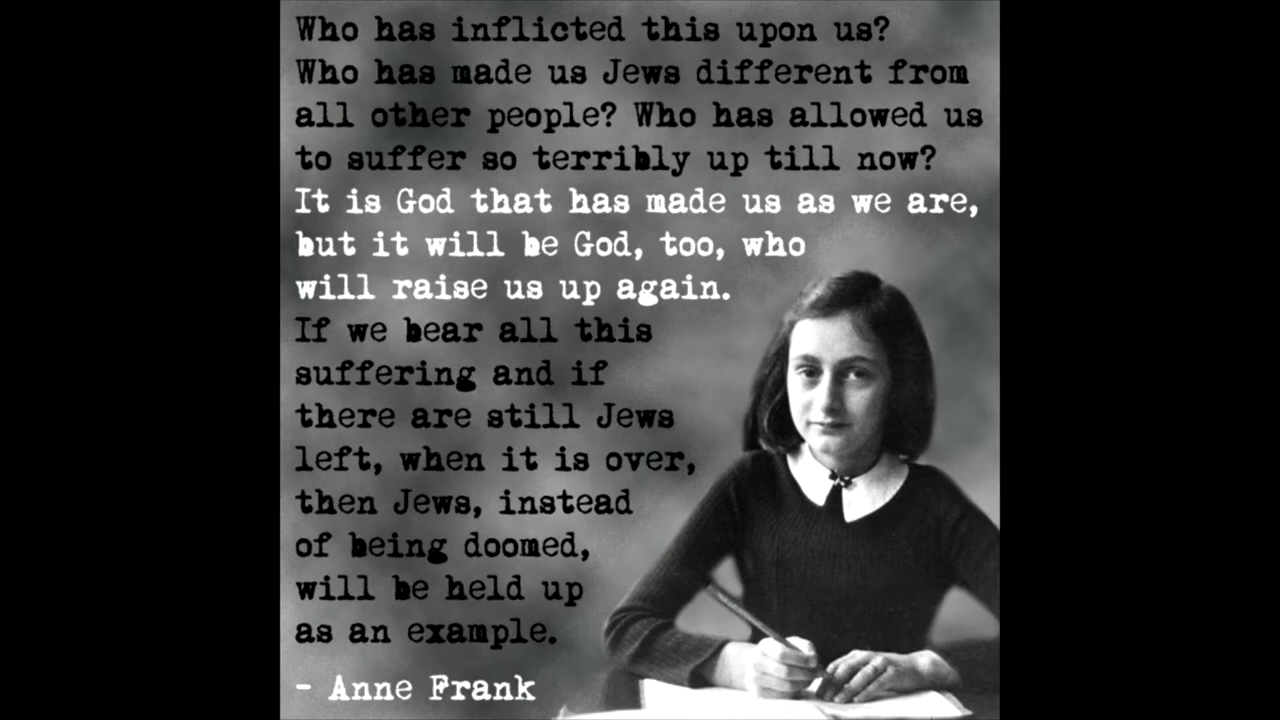 Who has inflicted this upon us?
Who has made us Jews different from
all other people? Who has allowed us
to suffer so terribly up till now?
It is God that has made us as we are,
but it will be God, too, who
will raise us up again.
If we bear all this
suffering and if
there are still Jews
left, when it is over,
then Jews, instead
of being doomed,
will be held up
as an example.
- Anne Frank